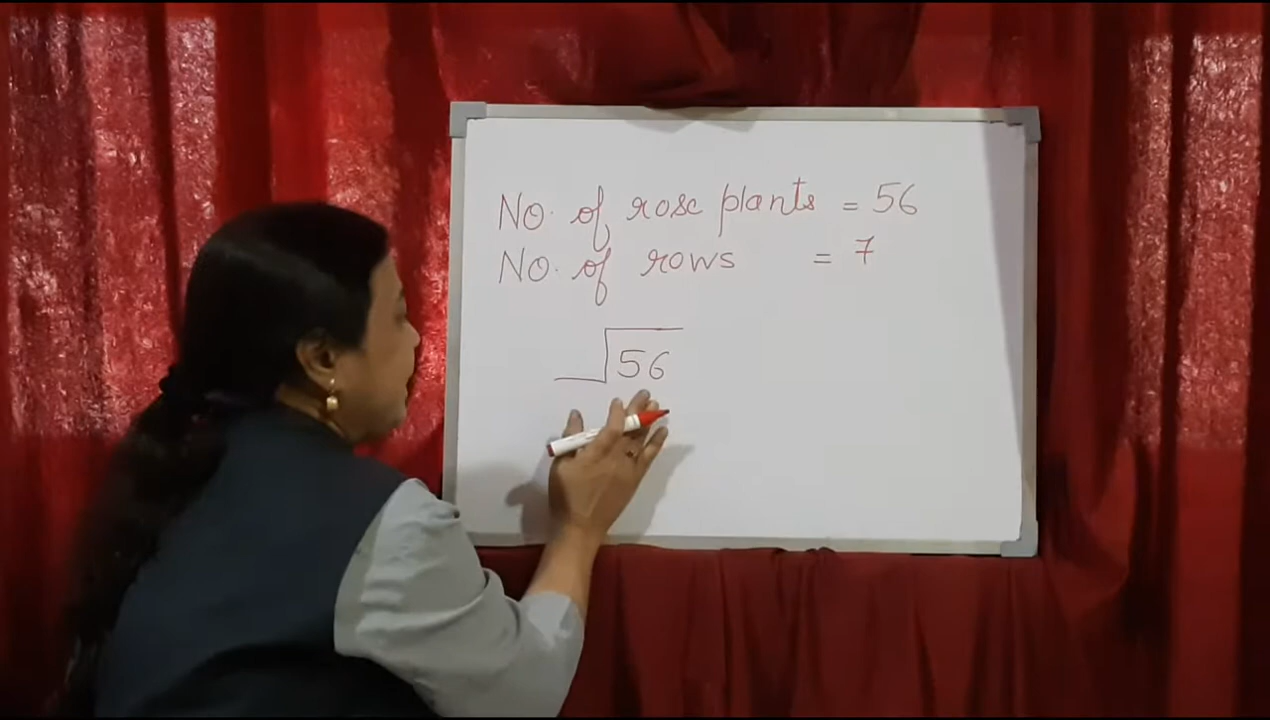 No. of rose plants = 56
No. of rows = 7
56